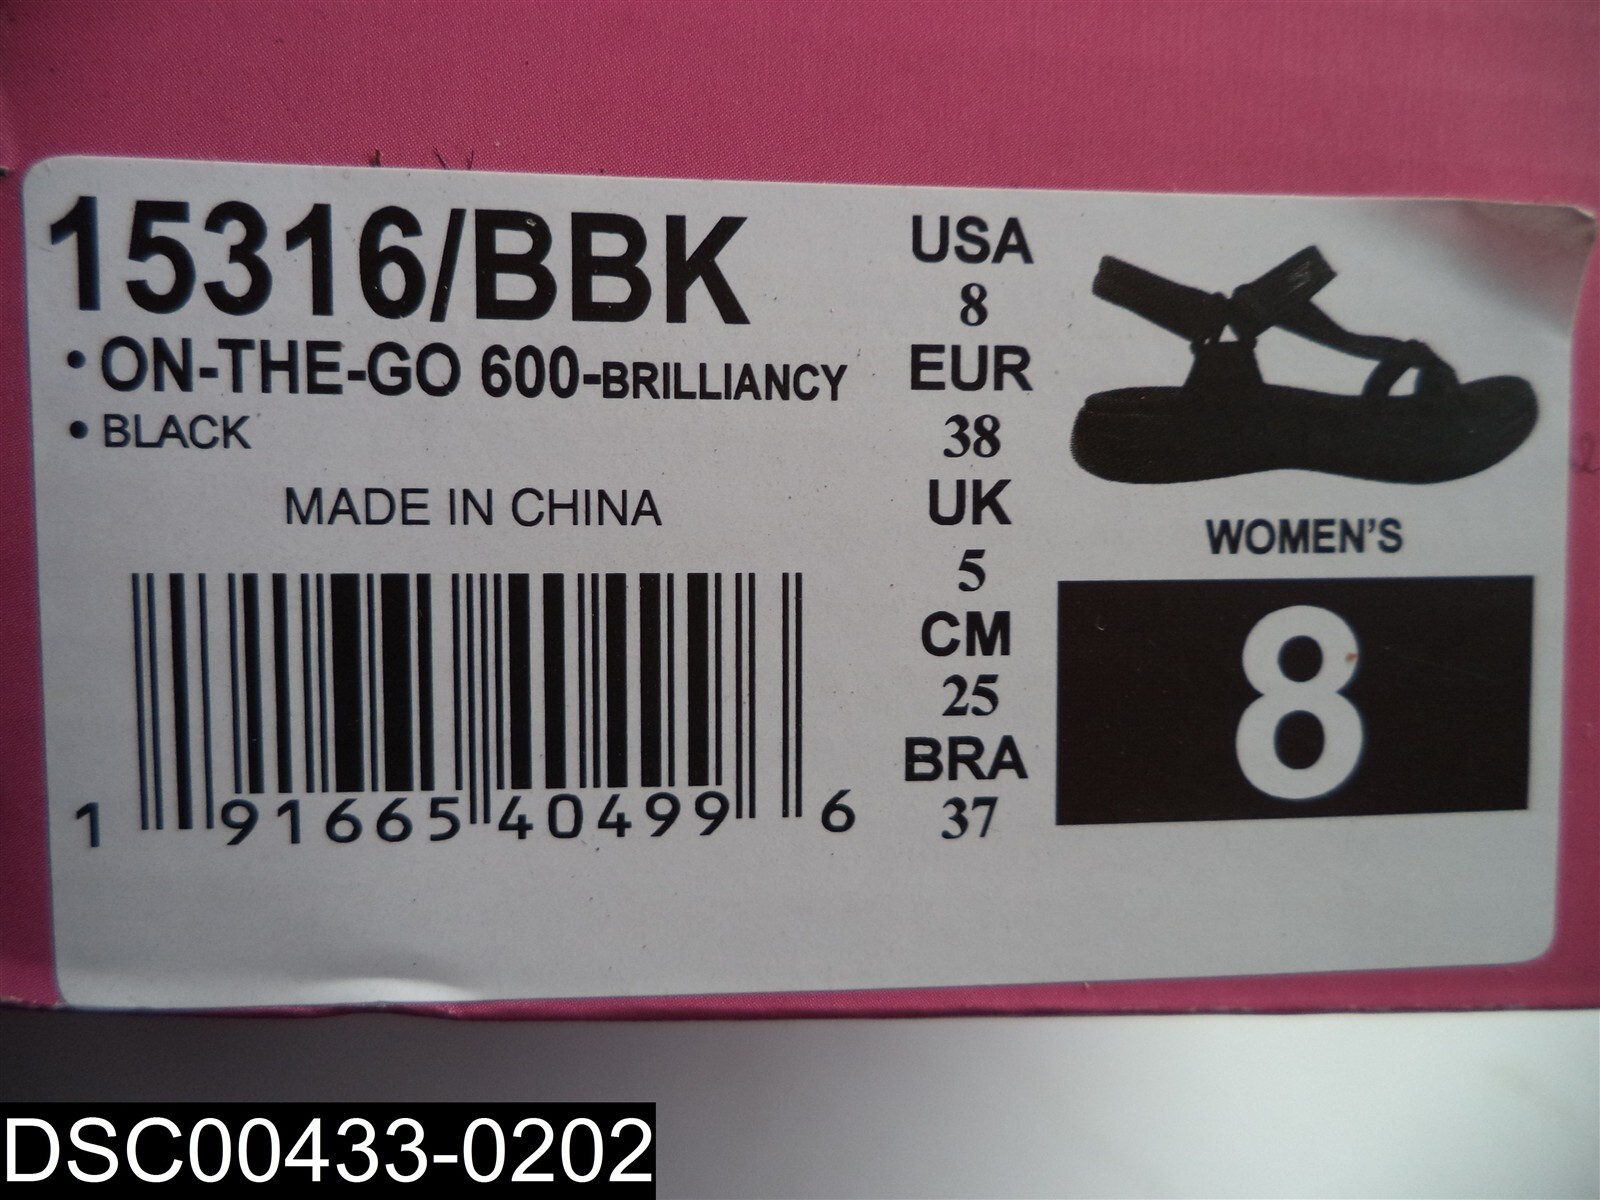 15316/BBK
• ON-THE-GO 600-BRILLIANCY
• BLACK
MADE IN CHINA
1 91665 40499 6
USA
8
EUR
38
UK
5
CM
25
BRA
37
WOMEN'S
8
DSC00433-0202